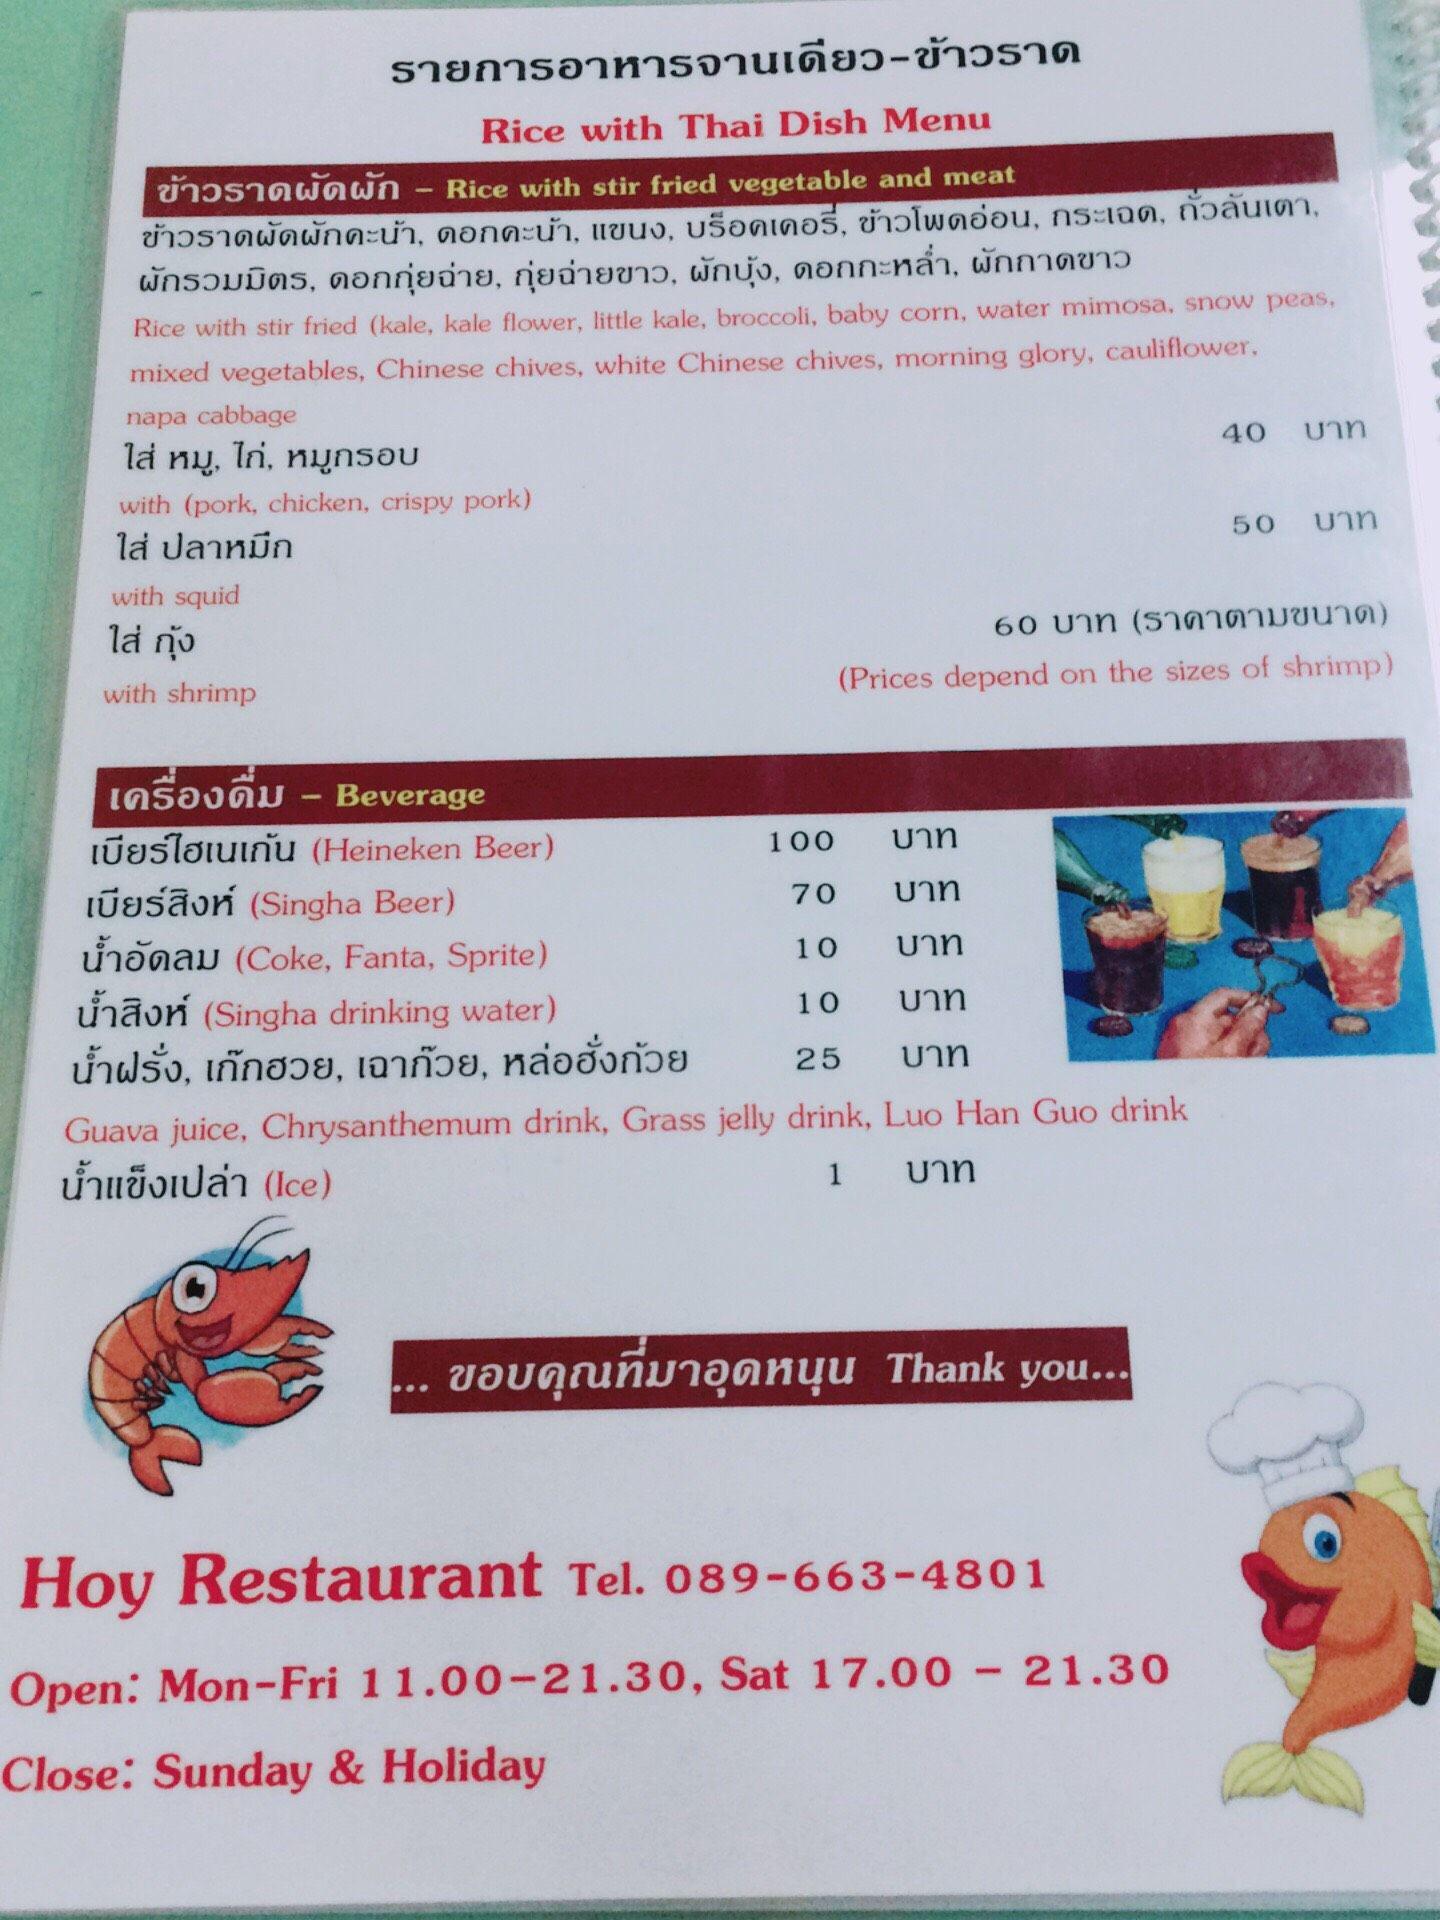 รายการอาหารจานเดียว-ข้าวราด
Rice with Thai Dish Menu
ข้าวราดผัดผัก – Rice with stir fried vegetable and meat
ข้าวราดผัดผักคะน้า, ดอกคะน้า, แขนง, บร็อคเคอรี่, ข้าวโพดอ่อน, กระเฉด, ถั่วลันเตา,
ผักรวมมิตร, ดอกกุ่ยฉ่าย, กุ่ยฉ่ายขาว, ผักบุ้ง, ดอกกะหล่ำ, ผักกาดขาว
Rice with stir fried (kale, kale flower, little kale, broccoli, baby corn, water mimosa, snow peas,
mixed vegetables, Chinese chives, white Chinese chives, morning glory, cauliflower,
napa cabbage
ใส่ หมู, ไก่, หมูกรอบ 40 บาท
with (pork, chicken, crispy pork)
ใส่ ปลาหมึก 50 บาท
with squid
ใส่ กุ้ง 60 บาท (ราคาตามขนาด)
with shrimp (Prices depend on the sizes of shrimp)
เครื่องดื่ม – Beverage
เบียร์ไฮเนเก้น (Heineken Beer) 100 บาท
เบียร์สิงห์ (Singha Beer) 70 บาท
น้ำอัดลม (Coke, Fanta, Sprite) 10 บาท
น้ำสิงห์ (Singha drinking water) 10 บาท
น้ำฝรั่ง, เก๊กฮวย, เฉาก๊วย, หล่อฮั่งก้วย 25 บาท
Guava juice, Chrysanthemum drink, Grass jelly drink, Luo Han Guo drink
น้ำแข็งเปล่า (Ice) 1 บาท
... ขอบคุณที่มาอุดหนุน Thank you...
Hoy Restaurant Tel. 089-663-4801
Open: Mon-Fri 11.00-21.30, Sat 17.00 - 21.30
Close: Sunday & Holiday